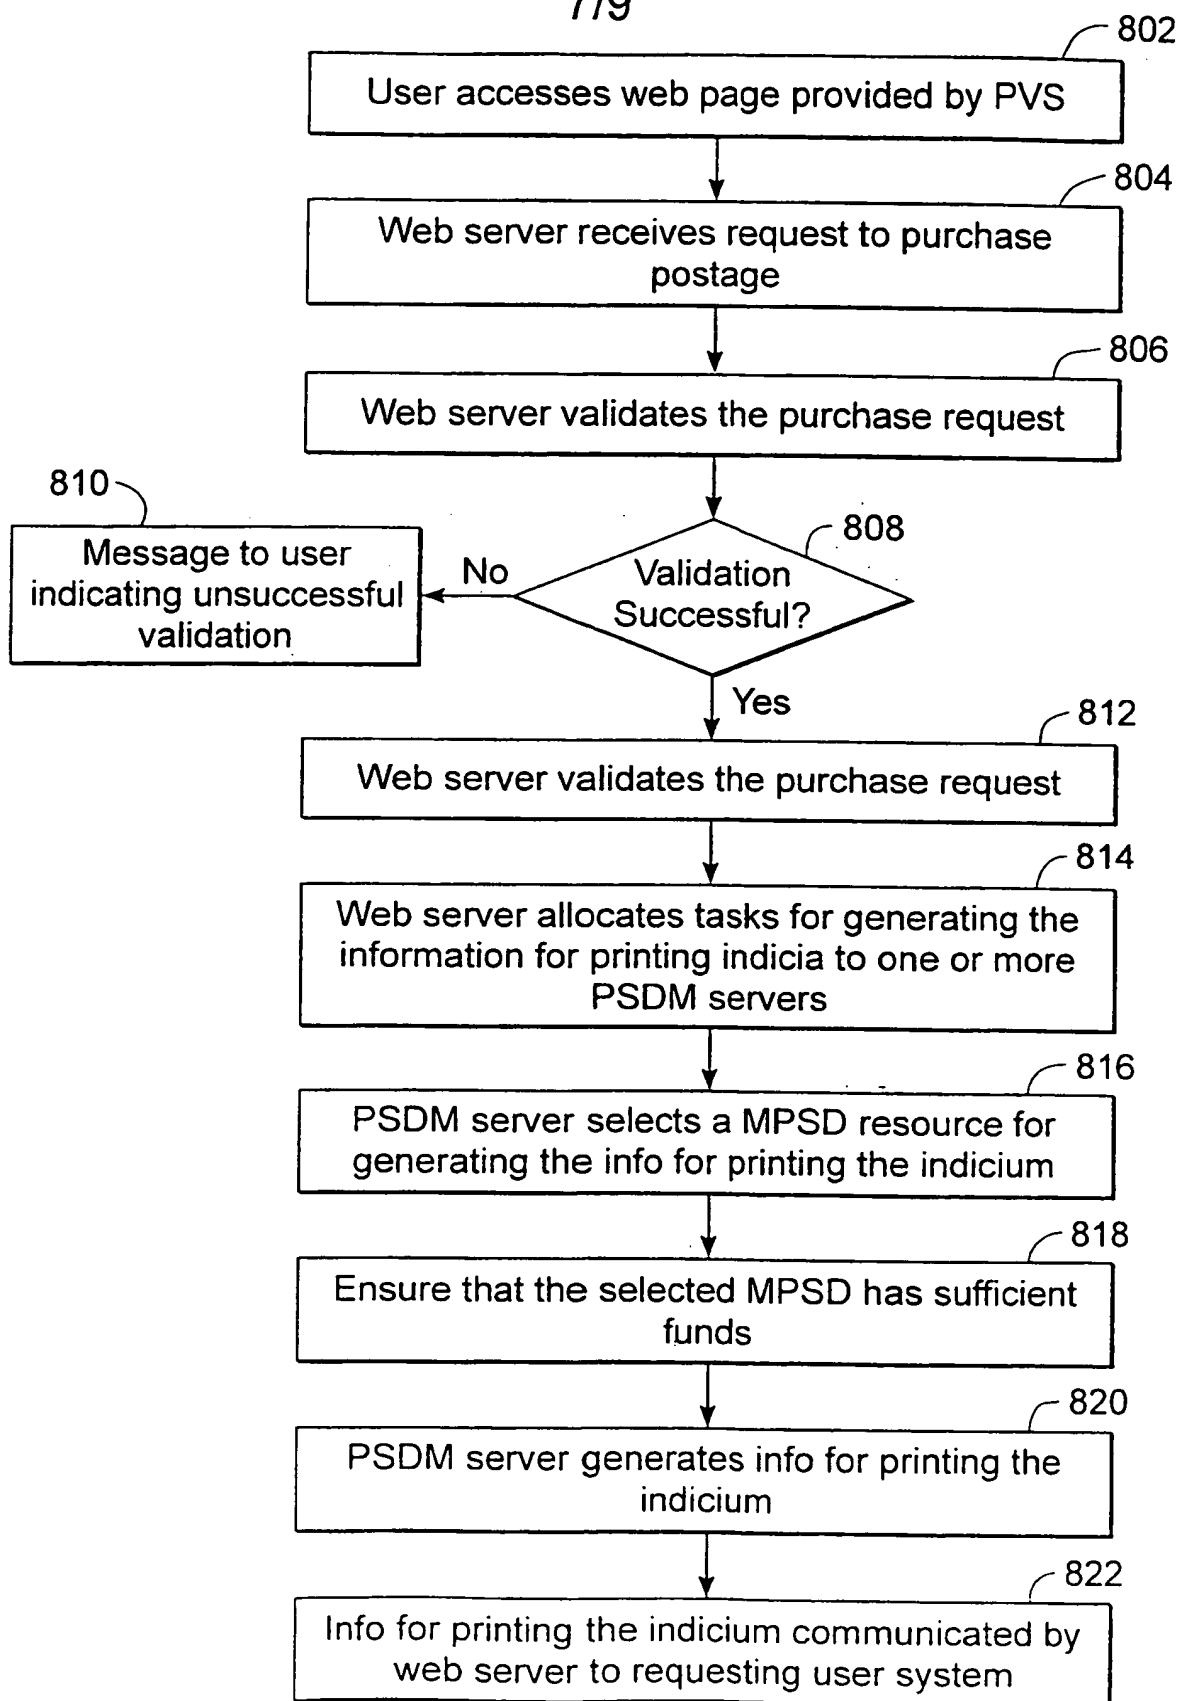 7/9
802
User accesses web page provided by PVS
804
Web server receives request to purchase
postage
806
Web server validates the purchase request
810
Message to user
indicating unsuccessful
validation
No
808
Validation
Successful?
Yes
812
Web server validates the purchase request
814
Web server allocates tasks for generating the
information for printing indicia to one or more
PSDM servers
816
PSDM server selects a MPSD resource for
generating the info for printing the indicium
818
Ensure that the selected MPSD has sufficient
funds
820
PSDM server generates info for printing the
indicium
822
Info for printing the indicium communicated by
web server to requesting user system